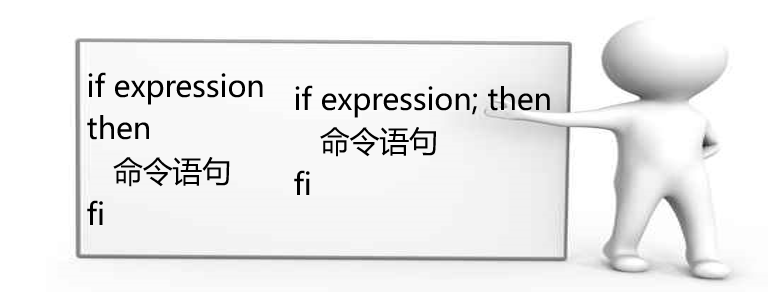 if expression
then
命令语句
fi
if expression; then
命令语句
fi